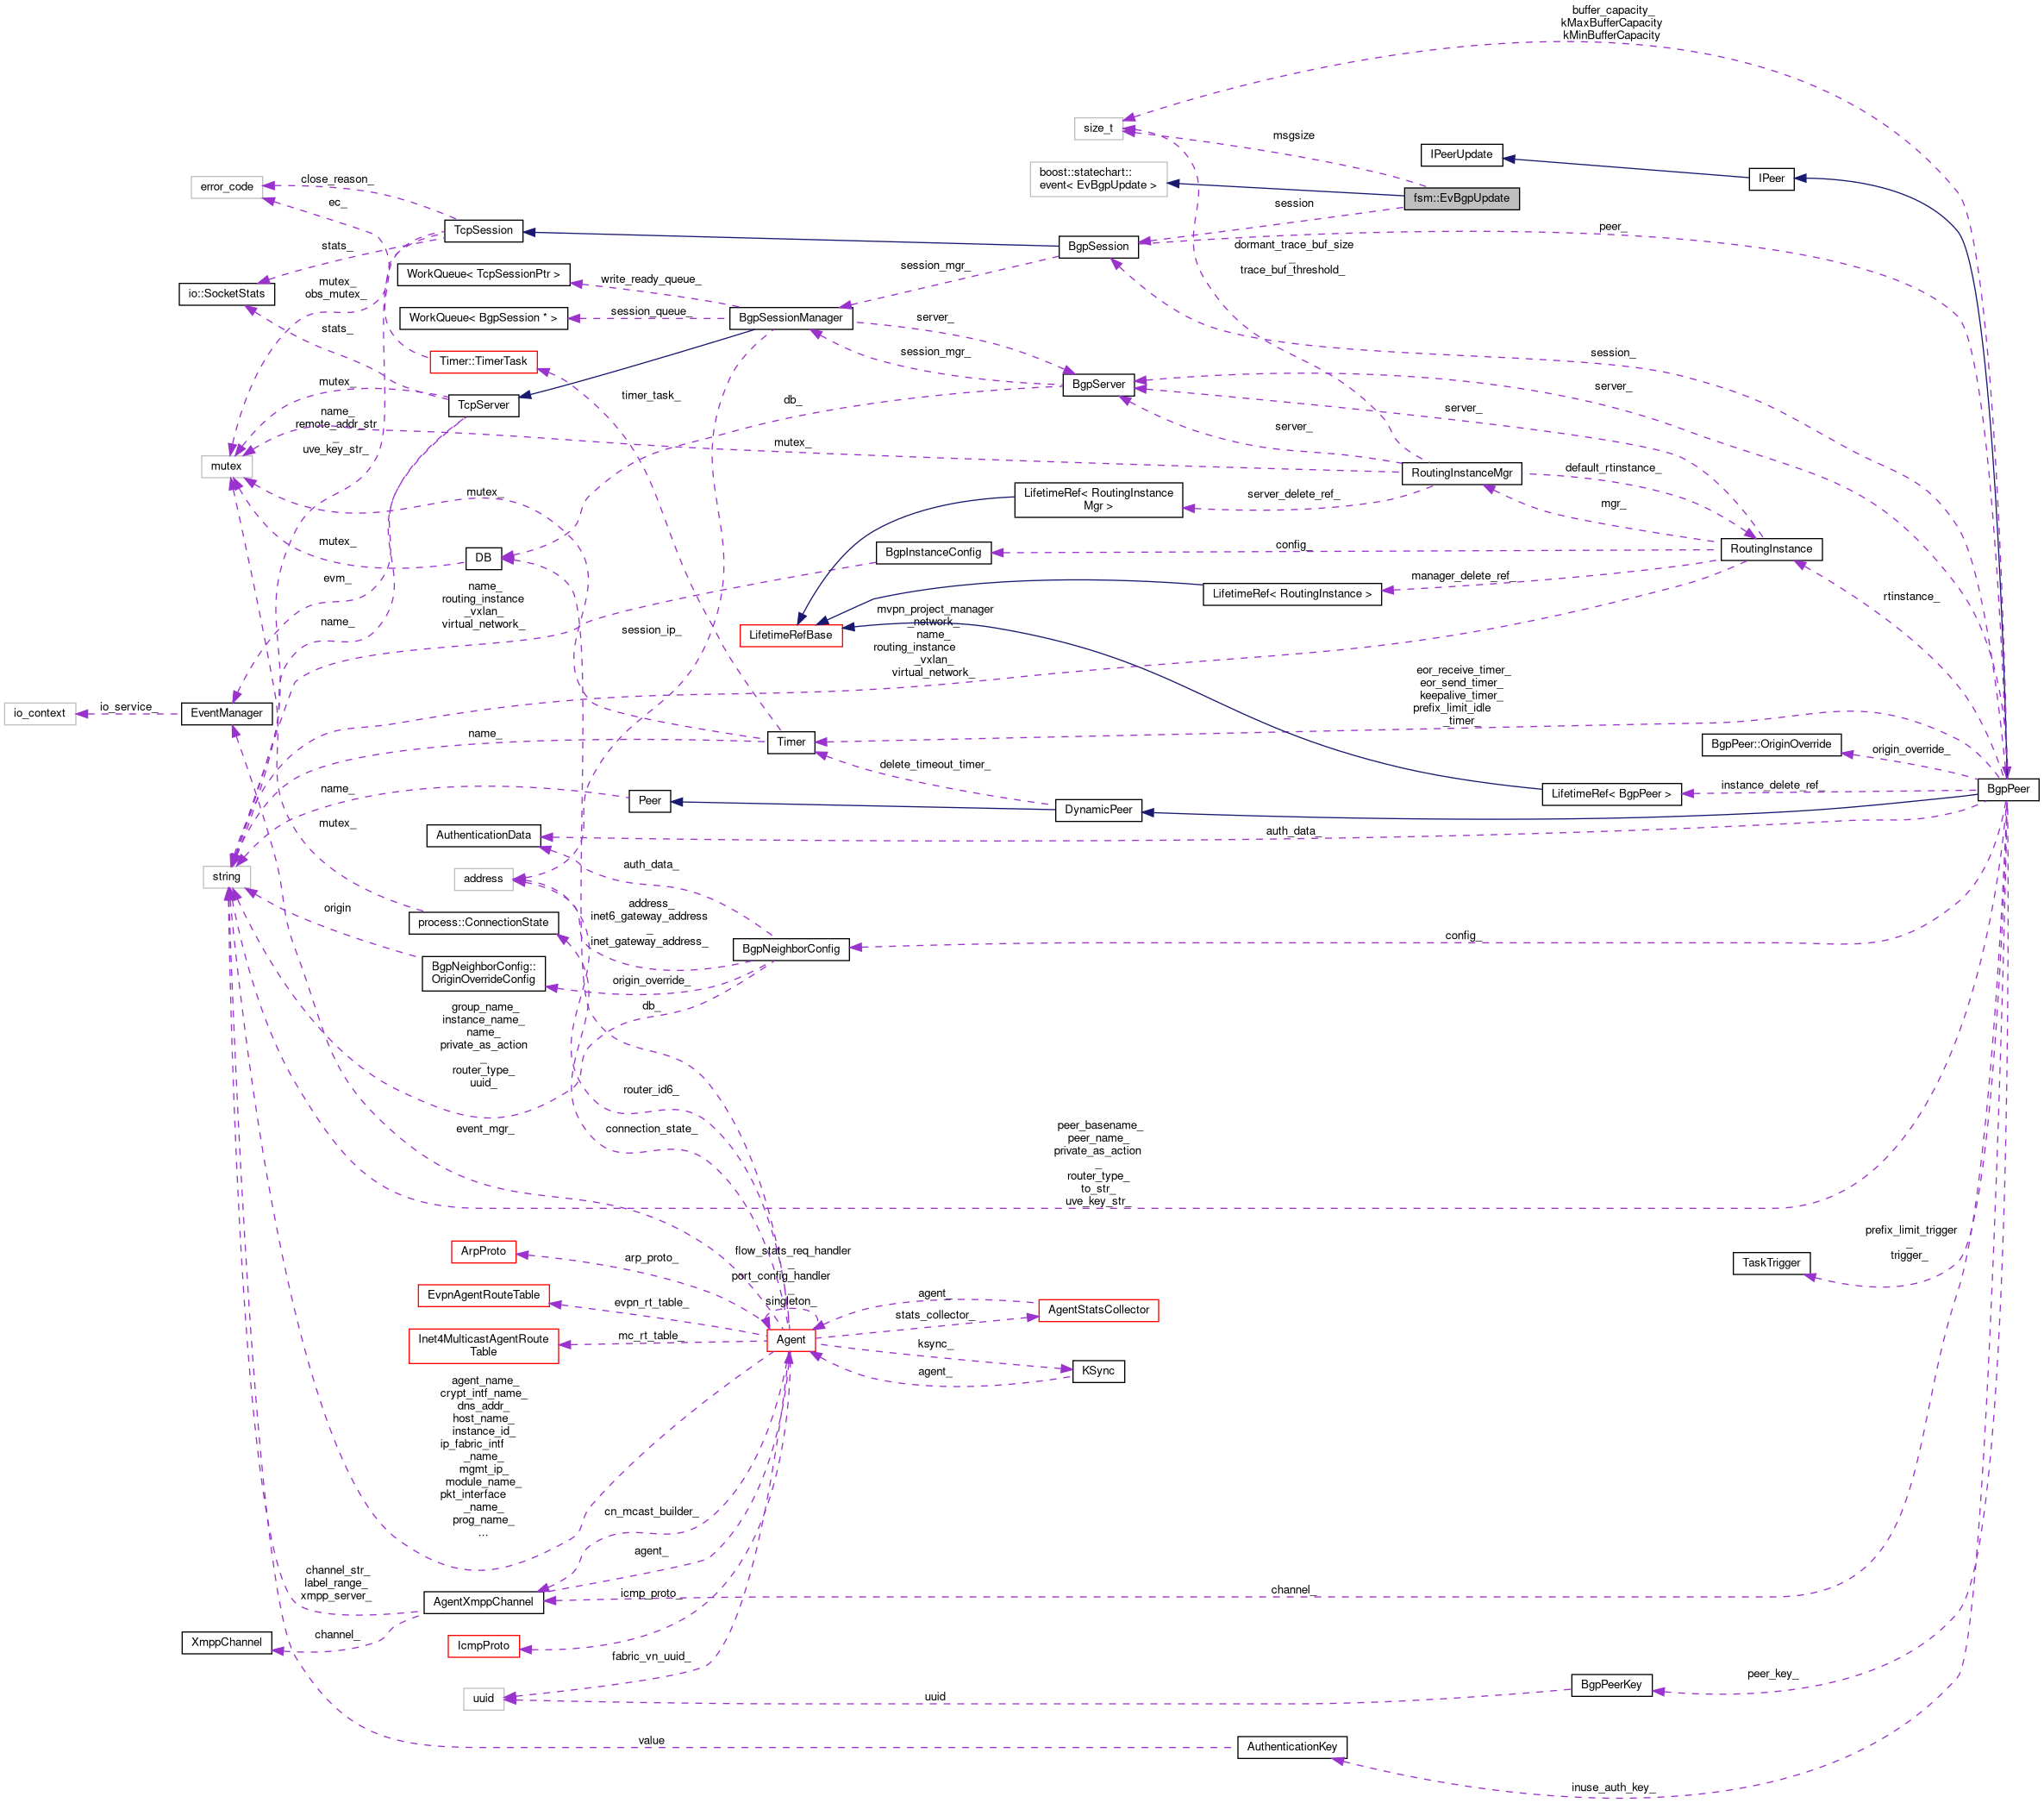 buffer_capacity_
kMaxBufferCapacity
kMinBufferCapacity
size_t
msgsize
IPeerUpdate
boost::statechart::
event< EvBgpUpdate >
IPeer
error_code
close_reason_
fsm::EvBgpUpdate
ec_
session
TcpSession
peer_
stats_
BgpSession
dormant_trace_buf_size
_
trace_buf_threshold_
session_mgr_
WorkQueue< TcpSessionPtr >
write_ready_queue_
io::SocketStats
mutex_
obs_mutex_
WorkQueue< BgpSession * >
session_queue_
BgpSessionManager
server_
stats_
session_mgr_
session_
Timer::TimerTask
mutex_
timer_task_
BgpServer
server_
db_
TcpServer
server_
name_
remote_addr_str
_
uve_key_str_
server_
mutex_
mutex
RoutingInstanceMgr
default_rtinstance_
mutex_
LifetimeRef< RoutingInstance
Mgr >
server_delete_ref_
mgr_
mutex_
DB
BgpInstanceConfig
config_
RoutingInstance
evm_
name_
routing_instance
_vxlan_
virtual_network_
manager_delete_ref_
LifetimeRef< RoutingInstance >
rtinstance_
name_
session_ip_
LifetimeRefBase
mvpn_project_manager
_network_
name_
routing_instance
_vxlan_
virtual_network_
eor_receive_timer_
eor_send_timer_
keepalive_timer_
prefix_limit_idle
_timer_
io_context
io_service_
EventManager
name_
Timer
BgpPeer::OriginOverride
origin_override_
delete_timeout_timer_
name_
Peer
DynamicPeer
LifetimeRef< BgpPeer >
instance_delete_ref_
BgpPeer
mutex_
AuthenticationData
auth_data_
auth_data_
string
address
origin
process::ConnectionState
address_
inet6_gateway_address
_
inet_gateway_address_
BgpNeighborConfig
config_
BgpNeighborConfig::
OriginOverrideConfig
origin_override_
group_name_
instance_name_
name_
private_as_action
_
router_type_
uuid_
db_
router_id6_
event_mgr_
connection_state_
peer_basename_
peer_name_
private_as_action
_
router_type_
to_str_
uve_key_str_
ArpProto
arp_proto_
flow_stats_req_handler
_
port_config_handler
_
singleton_
prefix_limit_trigger
_
trigger_
TaskTrigger
EvpnAgentRouteTable
evpn_rt_table_
agent_
AgentStatsCollector
stats_collector_
Inet4MulticastAgentRoute
Table
mc_rt_table_
Agent
ksync_
agent_
KSync
agent_name_
crypt_intf_name_
dns_addr_
host_name_
instance_id_
ip_fabric_intf
_name_
mgmt_ip_
module_name_
pkt_interface
_name_
prog_name_
...
cn_mcast_builder_
agent_
channel_str_
label_range_
xmpp_server_
AgentXmppChannel
icmp_proto_
channel_
XmppChannel
channel_
IcmpProto
fabric_vn_uuid_
uuid
uuid
BgpPeerKey
peer_key_
value
AuthenticationKey
inuse_auth_key_